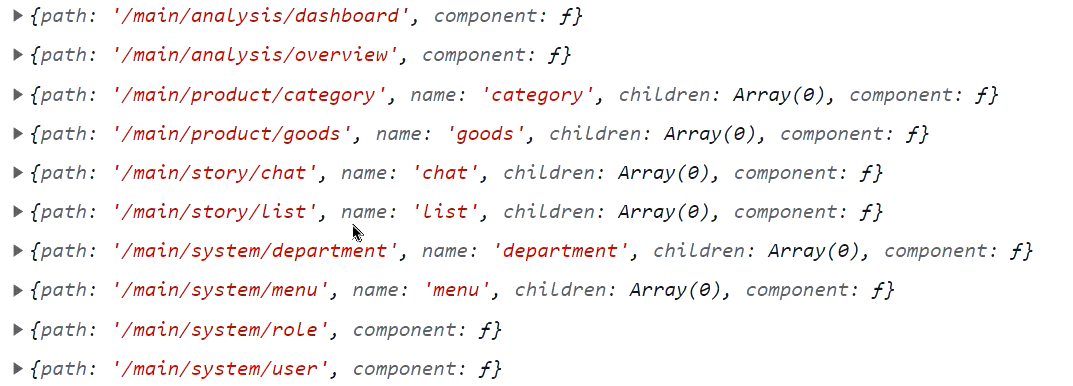 ▶ {path: '/main/analysis/dashboard', component: ƒ}
▶ {path: '/main/analysis/overview', component: ƒ}
▶ {path: '/main/product/category', name: 'category', children: Array(0), component: ƒ}
▶ {path: '/main/product/goods', name: 'goods', children: Array(0), component: ƒ}
▶ {path: '/main/story/chat', name: 'chat', children: Array(0), component: ƒ}
▶ {path: '/main/story/list', name: 'list', children: Array(0), component: ƒ}
▶ {path: '/main/system/department', name: 'department', children: Array(0), component: ƒ}
▶ {path: '/main/system/menu', name: 'menu', children: Array(0), component: ƒ}
▶ {path: '/main/system/role', component: ƒ}
▶ {path: '/main/system/user', component: ƒ}